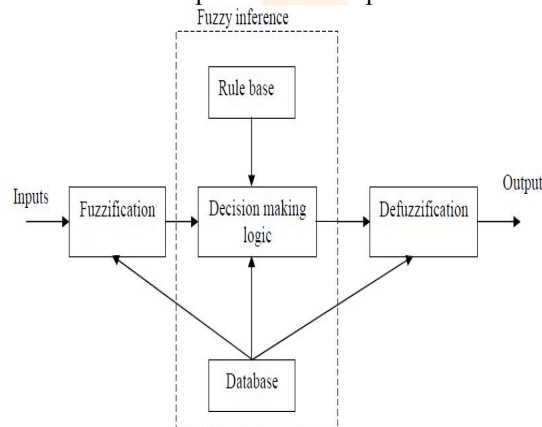 Fuzzy inference
Rule base
Inputs
Fuzzification
Decision making
logic
Defuzzification
Output
Database